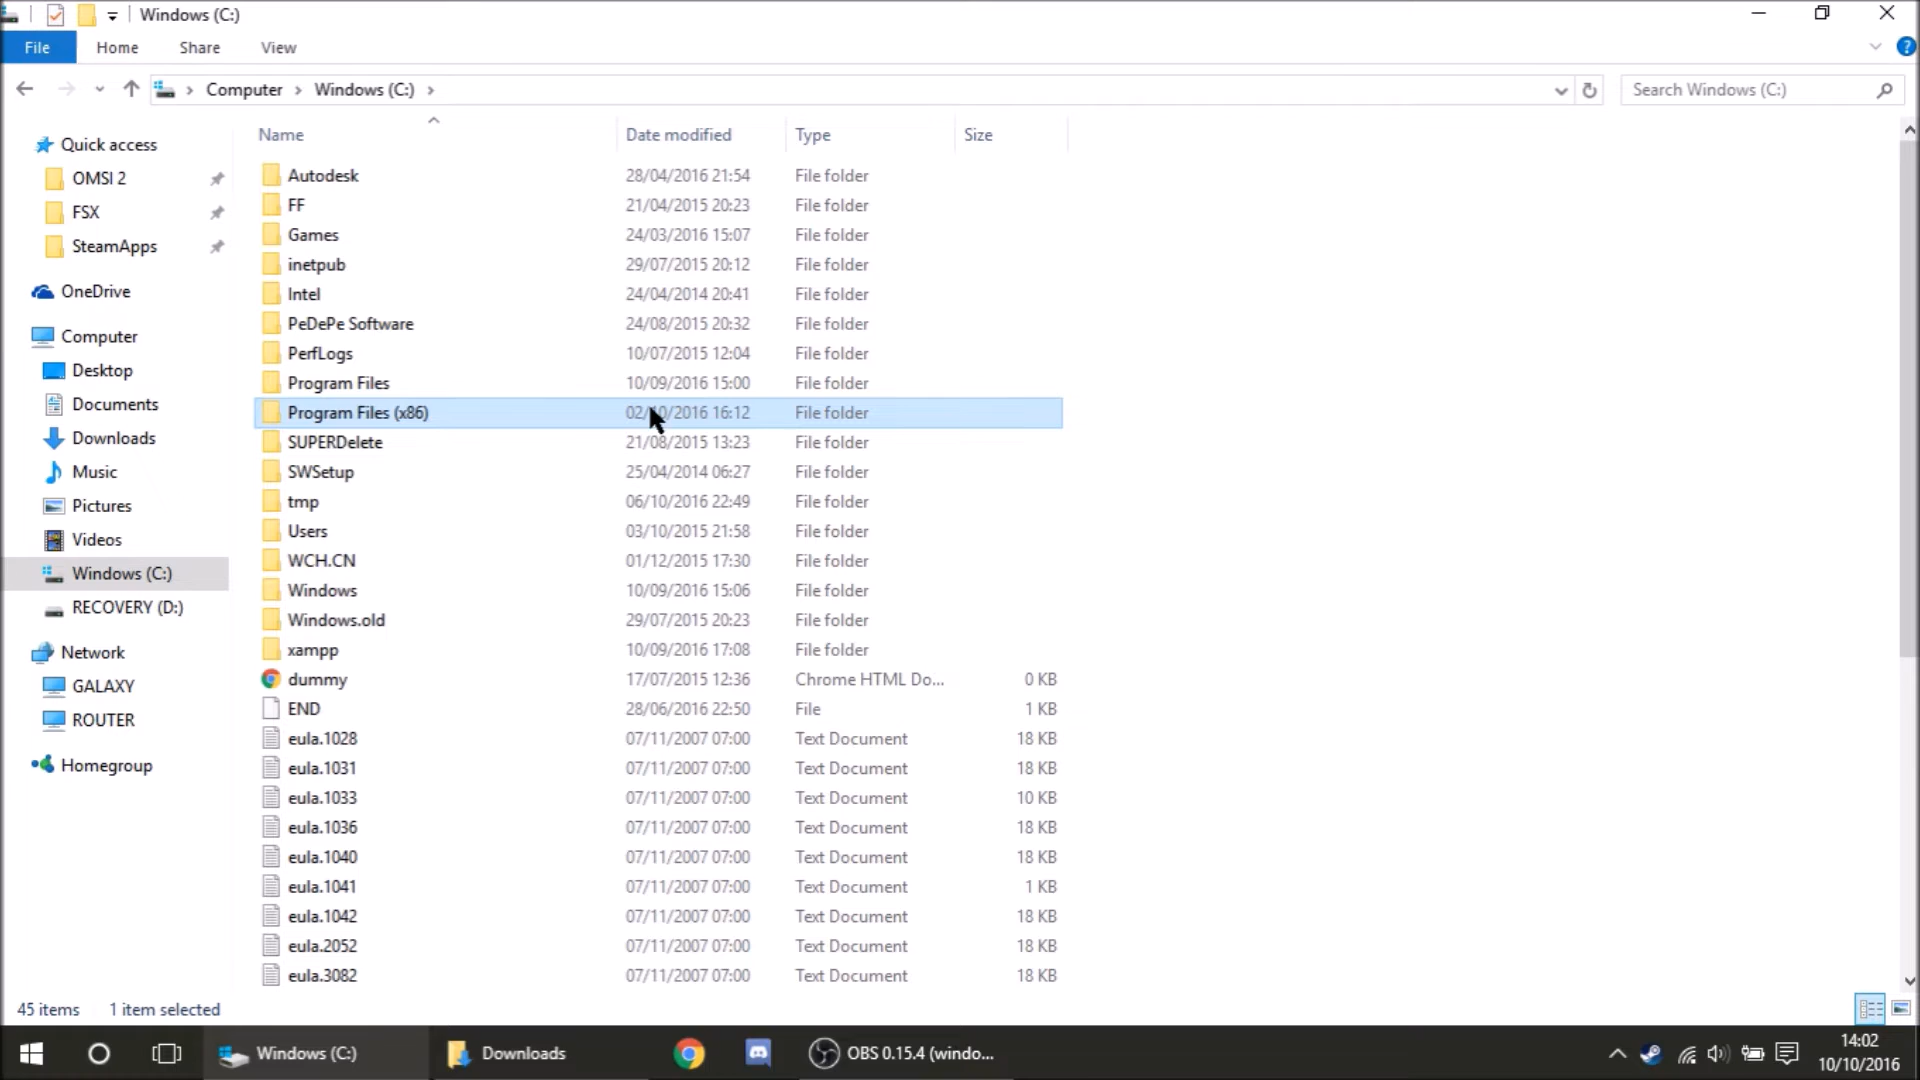 Windows (C:)
File Home Share View
Computer Windows (C:) Search Windows (C:)
Name Date modified Type Size
Quick access
OMSI 2
FSX
SteamApps
OneDrive
Computer
Desktop
Documents
Downloads
Music
Pictures
Videos
Windows (C:)
RECOVERY (D:)
Network
GALAXY
ROUTER
Homegroup
Autodesk 28/04/2016 21:54 File folder
FF 21/04/2015 20:23 File folder
Games 24/03/2016 15:07 File folder
inetpub 29/07/2015 20:12 File folder
Intel 24/04/2014 20:41 File folder
PeDePe Software 24/08/2015 20:32 File folder
PerfLogs 10/07/2015 12:04 File folder
Program Files 10/09/2016 15:00 File folder
Program Files (x86) 02/10/2016 16:12 File folder
SUPERDelete 21/08/2015 13:23 File folder
SWSetup 25/04/2014 06:27 File folder
tmp 06/10/2016 22:49 File folder
Users 03/10/2015 21:58 File folder
WCH.CN 01/12/2015 17:30 File folder
Windows 10/09/2016 15:06 File folder
Windows.old 29/07/2015 20:23 File folder
xampp 10/09/2016 17:08 File folder
dummy 17/07/2015 12:36 Chrome HTML Do... 0 KB
END 28/06/2016 22:50 File 1 KB
eula.1028 07/11/2007 07:00 Text Document 18 KB
eula.1031 07/11/2007 07:00 Text Document 18 KB
eula.1033 07/11/2007 07:00 Text Document 10 KB
eula.1036 07/11/2007 07:00 Text Document 18 KB
eula.1040 07/11/2007 07:00 Text Document 18 KB
eula.1041 07/11/2007 07:00 Text Document 1 KB
eula.1042 07/11/2007 07:00 Text Document 18 KB
eula.2052 07/11/2007 07:00 Text Document 18 KB
eula.3082 07/11/2007 07:00 Text Document 18 KB
45 items 1 item selected
Windows (C:) Downloads OBS 0.15.4 (windo... 14:02
10/10/2016